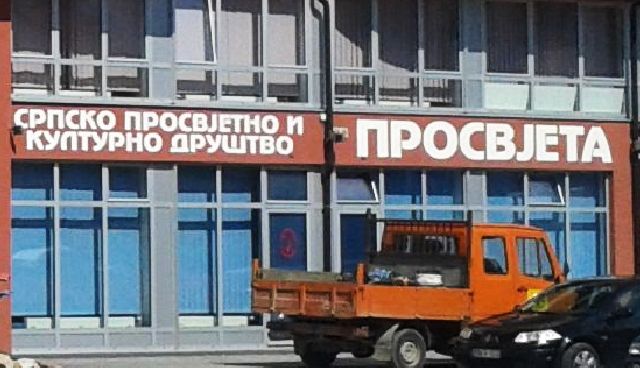 СРПСКО ПРОСВЈЕТНО И
КУЛТУРНО ДРУШТВО
ПРОСВЈЕТА